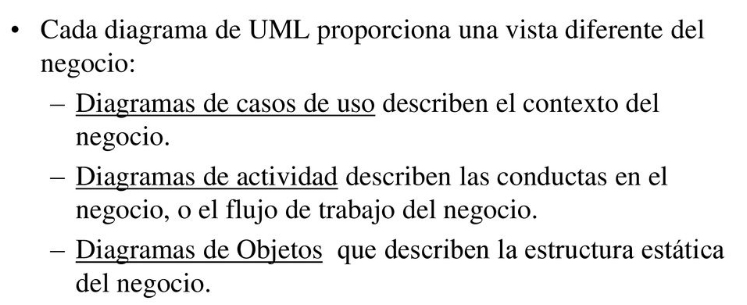 • Cada diagrama de UML proporciona una vista diferente del
negocio:
– Diagramas de casos de uso describen el contexto del
negocio.
– Diagramas de actividad describen las conductas en el
negocio, o el flujo de trabajo del negocio.
– Diagramas de Objetos  que describen la estructura estática
del negocio.